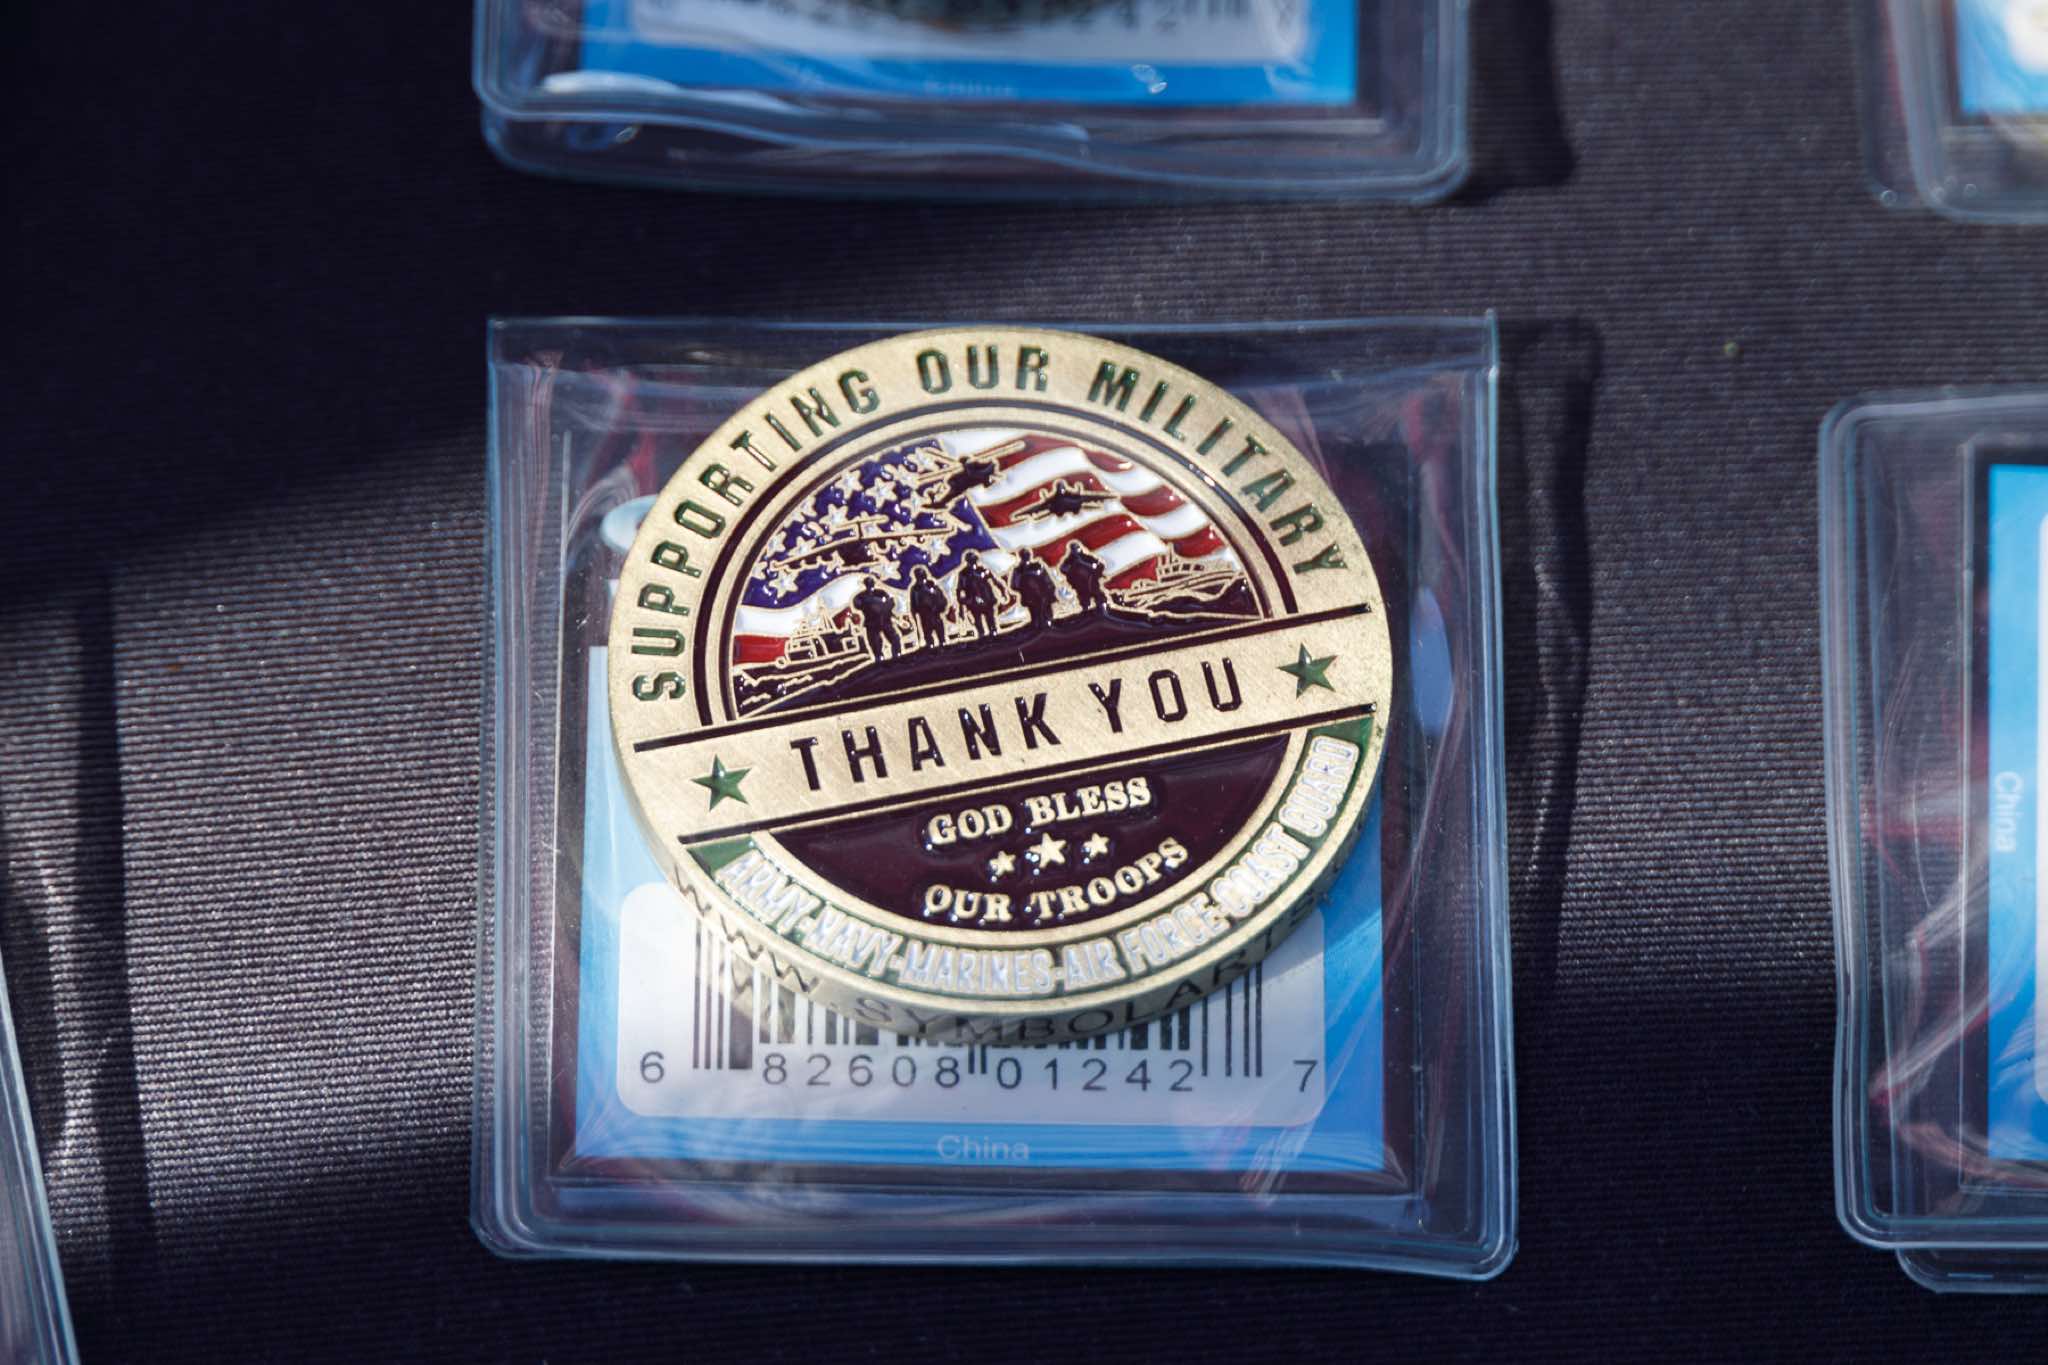 SUPPORTING OUR MILITARY
THANK YOU
GOD BLESS
OUR TROOPS
ARMY-NAVY-MARINES-AIR FORCE-COAST GUARD
6 82608 01242 7
China
China